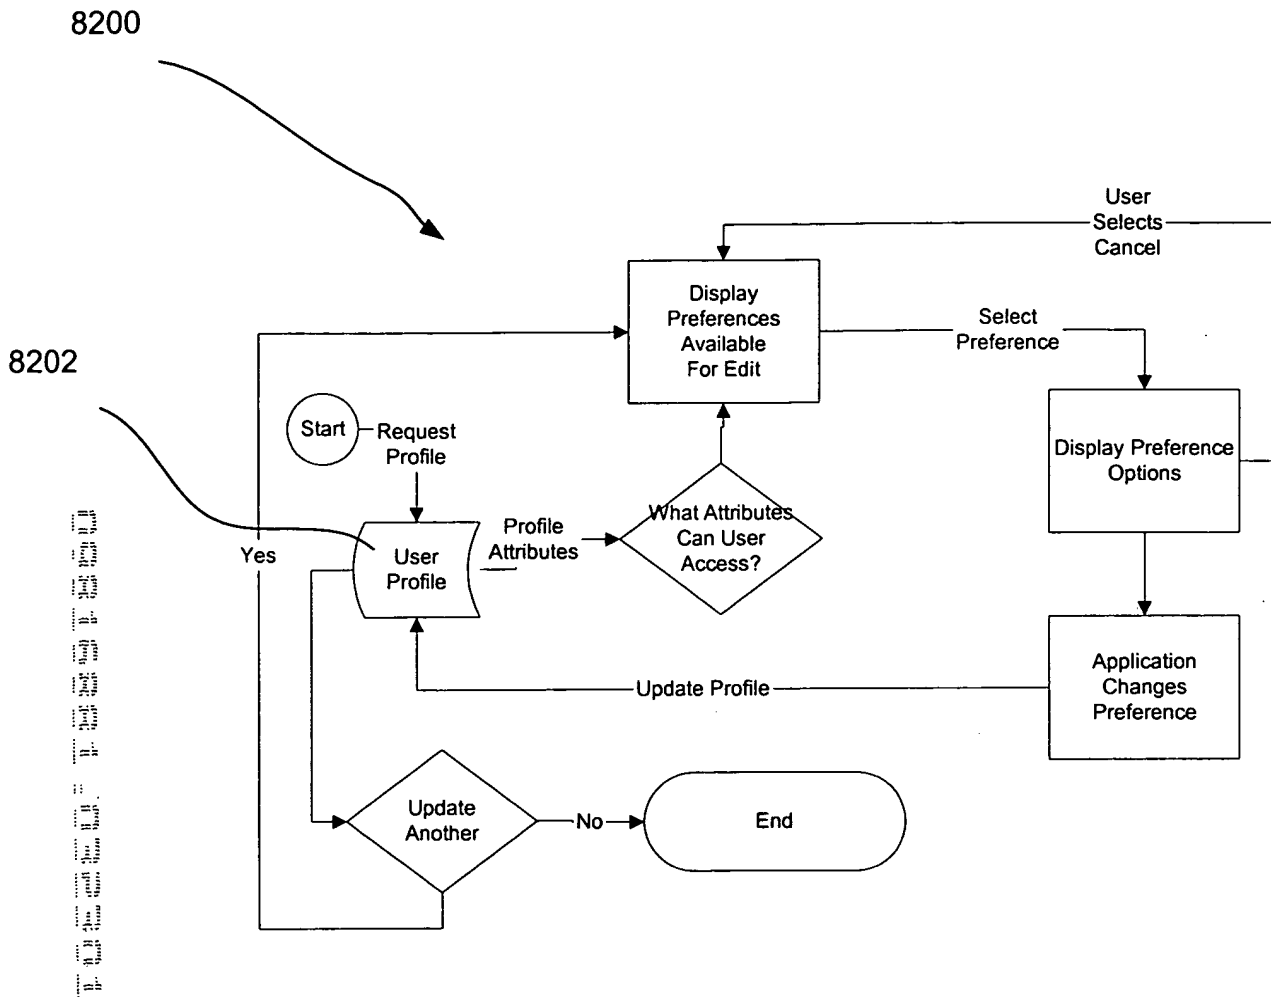 8200
User
Selects
Cancel
Display
Preferences
Available
For Edit
Select
Preference
8202
Start
Request
Profile
Display Preference
Options
What Attributes
Can User
Access?
Profile
Attributes
User
Profile
Yes
Application
Changes
Preference
Update Profile
Update
Another
No
End